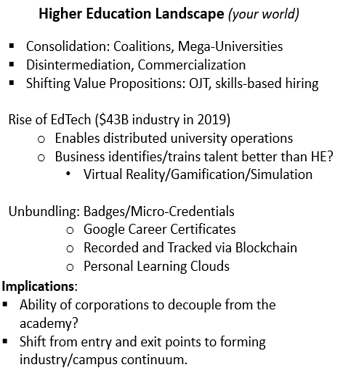 Higher Education Landscape (your world)
▪ Consolidation: Coalitions, Mega-Universities
▪ Disintermediation, Commercialization
▪ Shifting Value Propositions: OJT, skills-based hiring
Rise of EdTech ($43B industry in 2019)
o Enables distributed university operations
o Business identifies/trains talent better than HE?
• Virtual Reality/Gamification/Simulation
Unbundling: Badges/Micro-Credentials
o Google Career Certificates
o Recorded and Tracked via Blockchain
o Personal Learning Clouds
Implications:
▪ Ability of corporations to decouple from the
academy?
▪ Shift from entry and exit points to forming
industry/campus continuum.